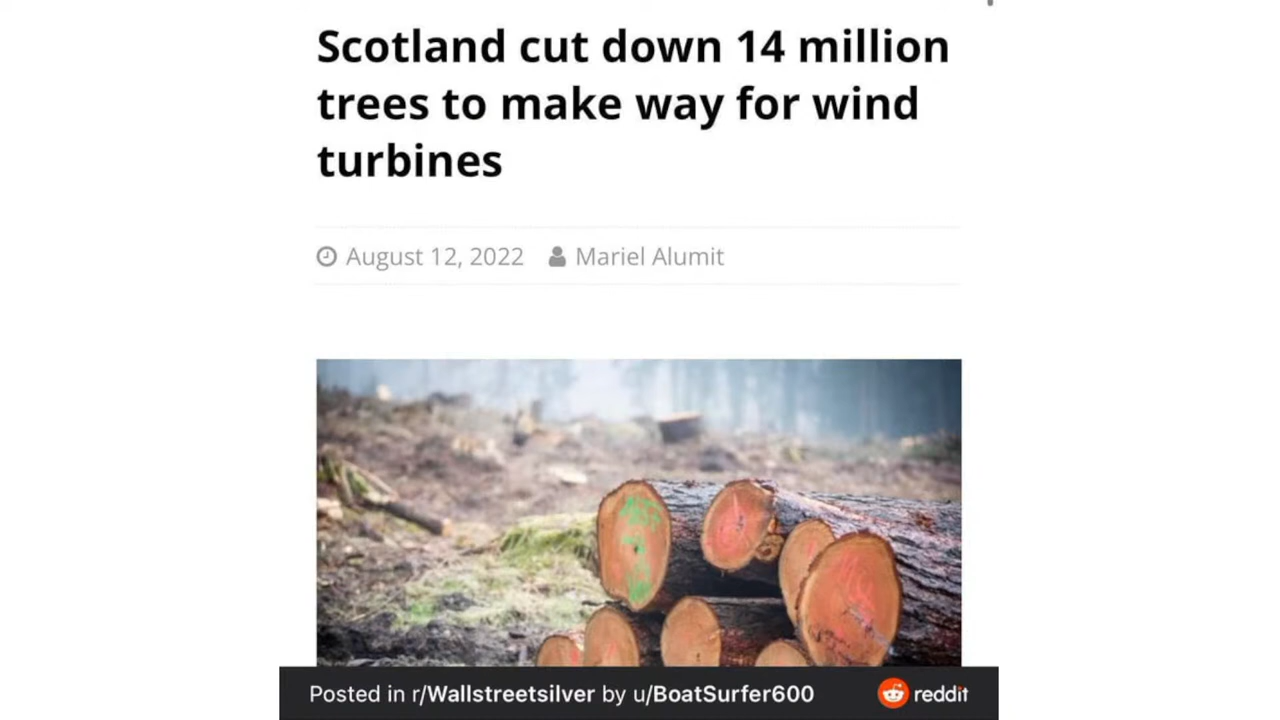 Scotland cut down 14 million
trees to make way for wind
turbines
August 12, 2022 Mariel Alumit
Posted in r/Wallstreetsilver by u/BoatSurfer600 reddit